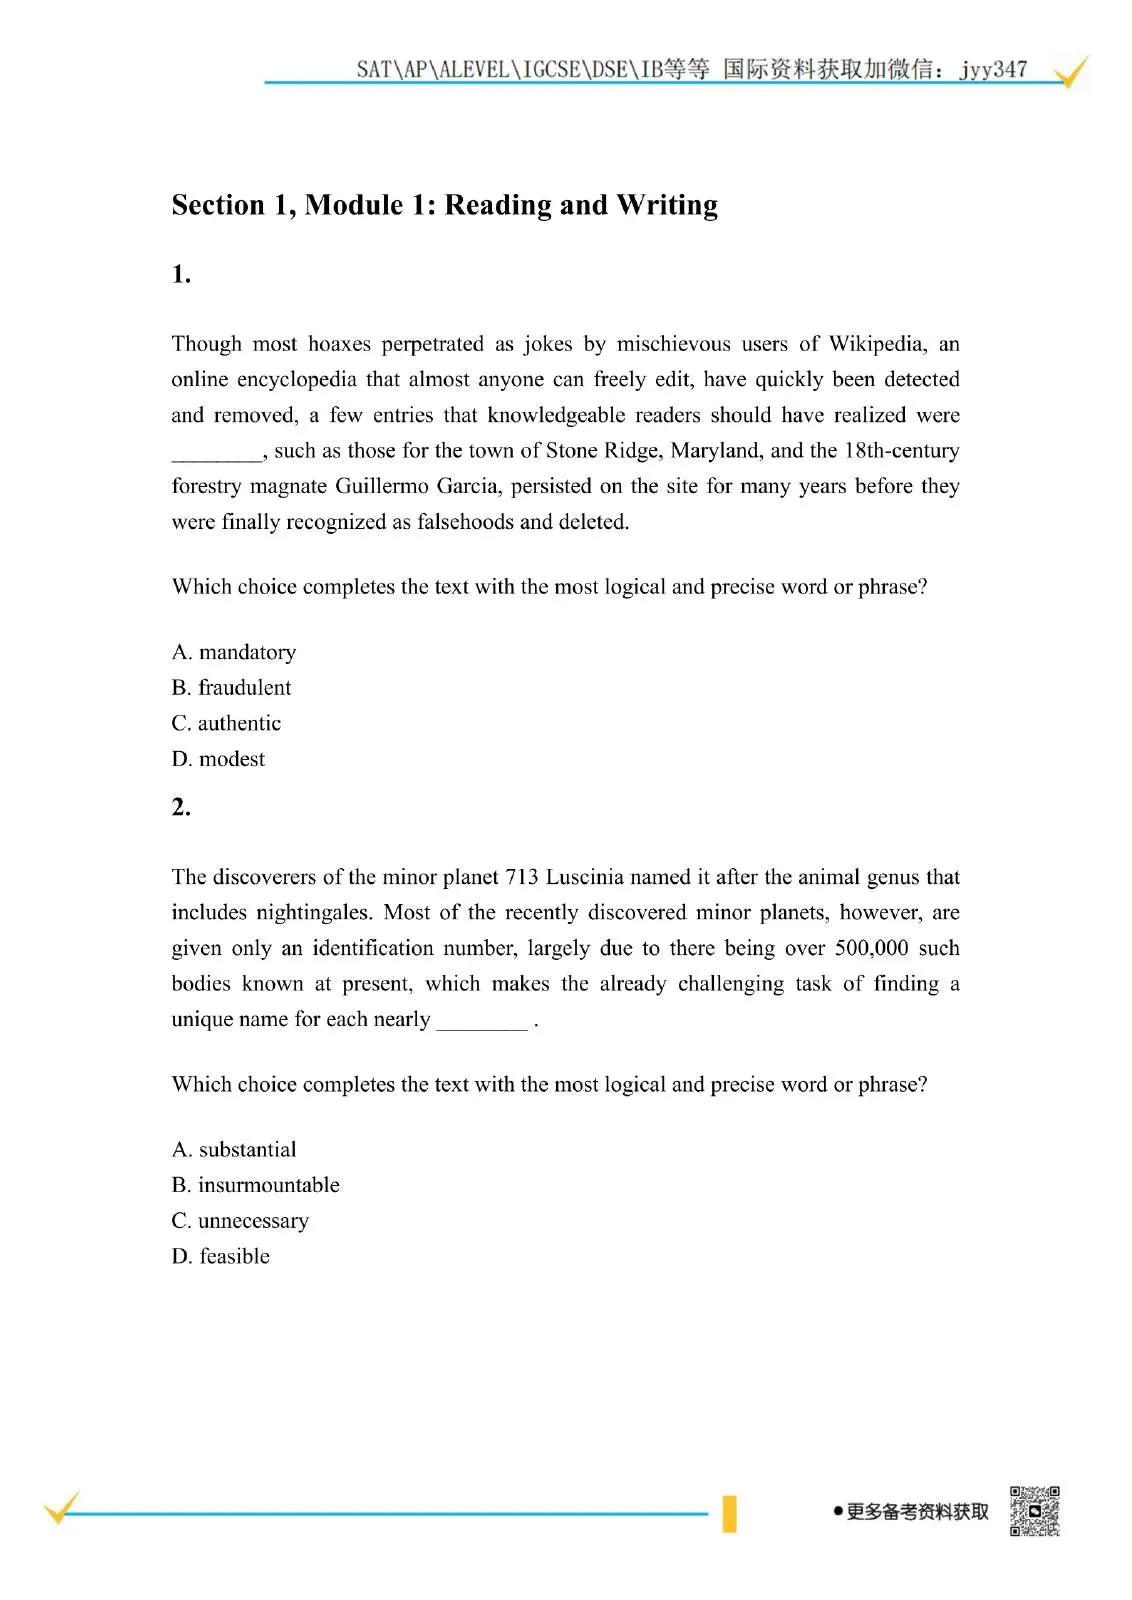 SAT\AP\ALEVEL\IGCSE\DSE\IB等等 国际资料获取加微信：jyy347
Section 1, Module 1: Reading and Writing
1.
Though most hoaxes perpetrated as jokes by mischievous users of Wikipedia, an
online encyclopedia that almost anyone can freely edit, have quickly been detected
and removed, a few entries that knowledgeable readers should have realized were
________, such as those for the town of Stone Ridge, Maryland, and the 18th-century
forestry magnate Guillermo Garcia, persisted on the site for many years before they
were finally recognized as falsehoods and deleted.
Which choice completes the text with the most logical and precise word or phrase?
A. mandatory
B. fraudulent
C. authentic
D. modest
2.
The discoverers of the minor planet 713 Luscinia named it after the animal genus that
includes nightingales. Most of the recently discovered minor planets, however, are
given only an identification number, largely due to there being over 500,000 such
bodies known at present, which makes the already challenging task of finding a
unique name for each nearly ________ .
Which choice completes the text with the most logical and precise word or phrase?
A. substantial
B. insurmountable
C. unnecessary
D. feasible
●更多备考资料获取